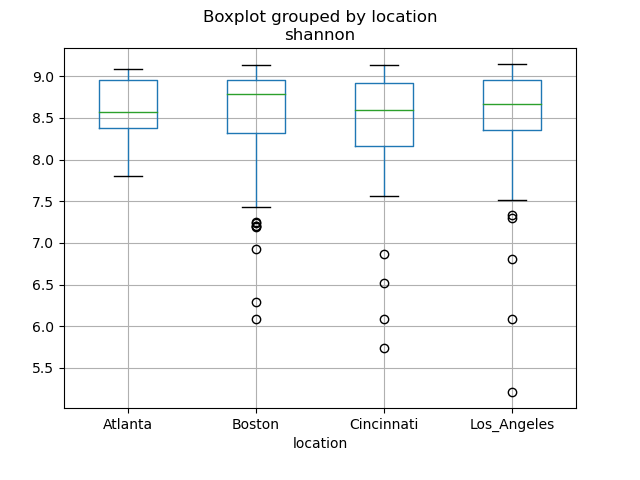 Boxplot grouped by location
shannon
9.0
8.5
8.0
7.5
7.0
6.5
6.0
5.5
Atlanta
Boston
Cincinnati
Los_Angeles
location